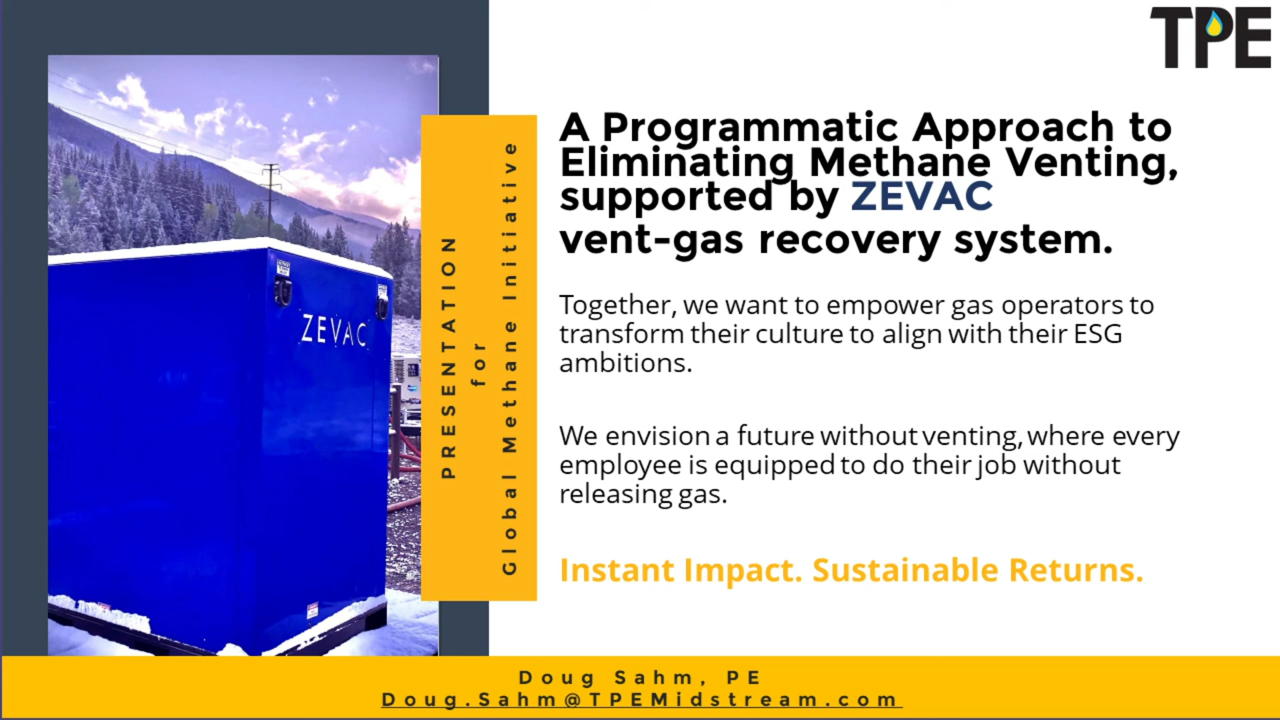 TPE
A Programmatic Approach to
Eliminating Methane Venting,
supported by ZEVAC
vent-gas recovery system.
Together, we want to empower gas operators to
transform their culture to align with their ESG
ambitions.
We envision a future without venting, where every
employee is equipped to do their job without
releasing gas.
Instant Impact. Sustainable Returns.
PRESENTATION
for
Global Methane Initiative
ZEVAC
Doug Sahm, PE
Doug.Sahm@TPEMidstream.com